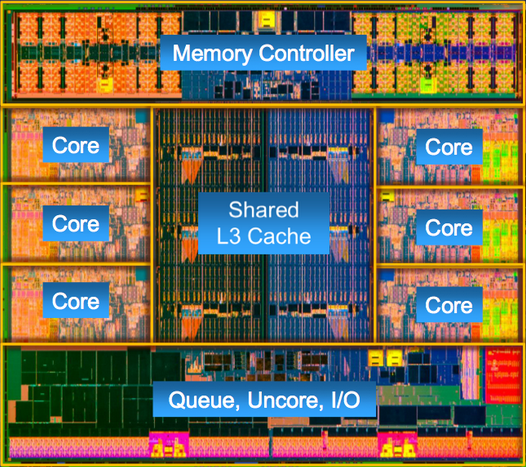 Memory Controller
Core
Core
Core
Shared
L3 Cache
Core
Core
Core
Queue, Uncore, I/O